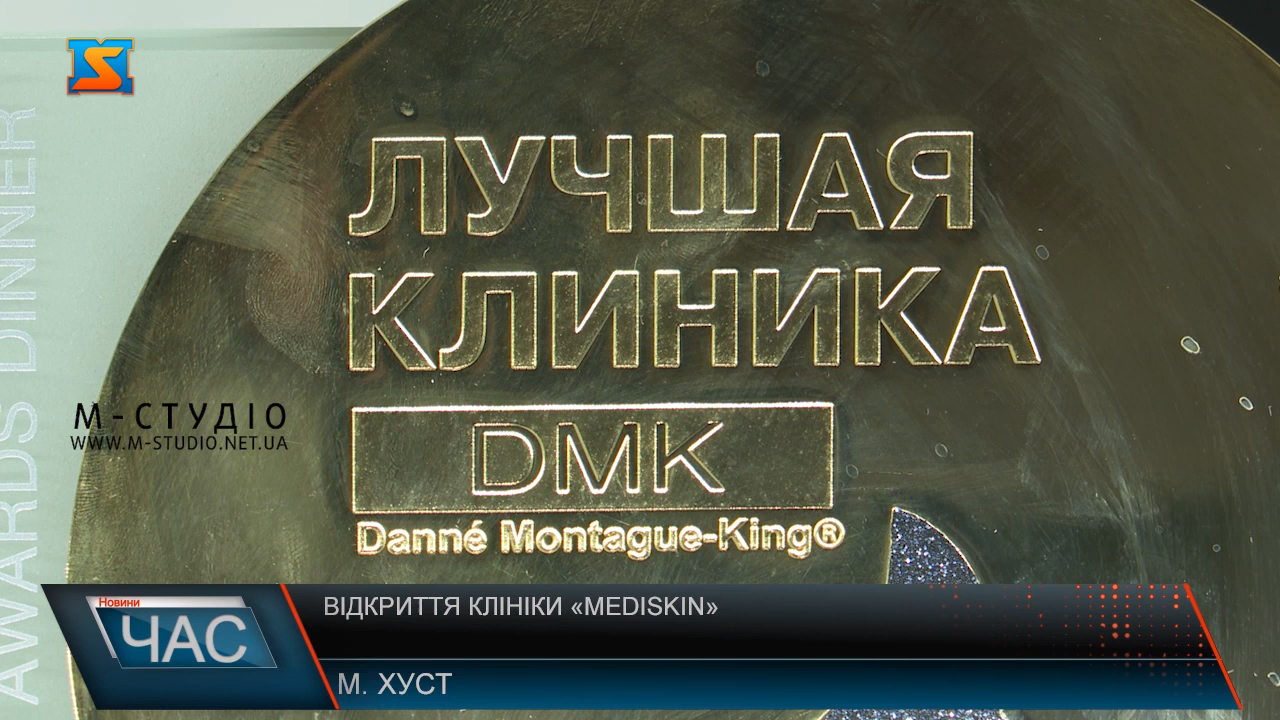 AWARDS DINNER
ЛУЧШАЯ
КЛИНИКА
DMK
Danné Montague-King®
М-СТУДІО
WWW.M-STUDIO.NET.UA
Новини
ЧАС
ВІДКРИТТЯ КЛІНІКИ «MEDISKIN»
М. ХУСТ